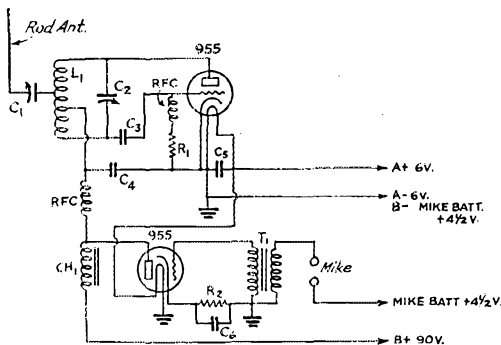 Rod Ant.
955
L1
C2
RFC
C1
C3
R1
C5
A+ 6V.
C4
RFC
A- 6V.
B- MIKE BATT.
+4½V.
955
T1
CH1
Mike
R2
MIKE BATT +4½V.
C6
B+ 90V.